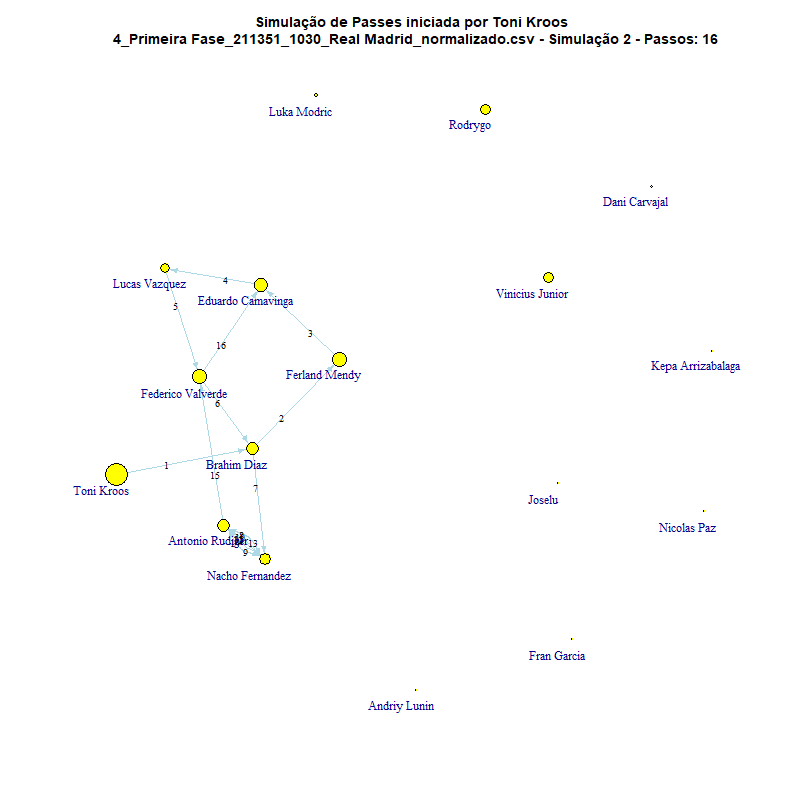 Simulação de Passes iniciada por Toni Kroos
4_Primeira Fase_211351_1030_Real Madrid_normalizado.csv - Simulação 2 - Passos: 16
Luka Modric
Rodrygo
Dani Carvajal
Lucas Vazquez
4
Eduardo Camavinga
Vinicius Junior
5
3
16
Kepa Arrizabalaga
Ferland Mendy
Federico Valverde
6
2
1
Brahim Diaz
15
7
Toni Kroos
Joselu
Nicolas Paz
Antonio Rudiger
13
9
Nacho Fernandez
Fran Garcia
Andriy Lunin